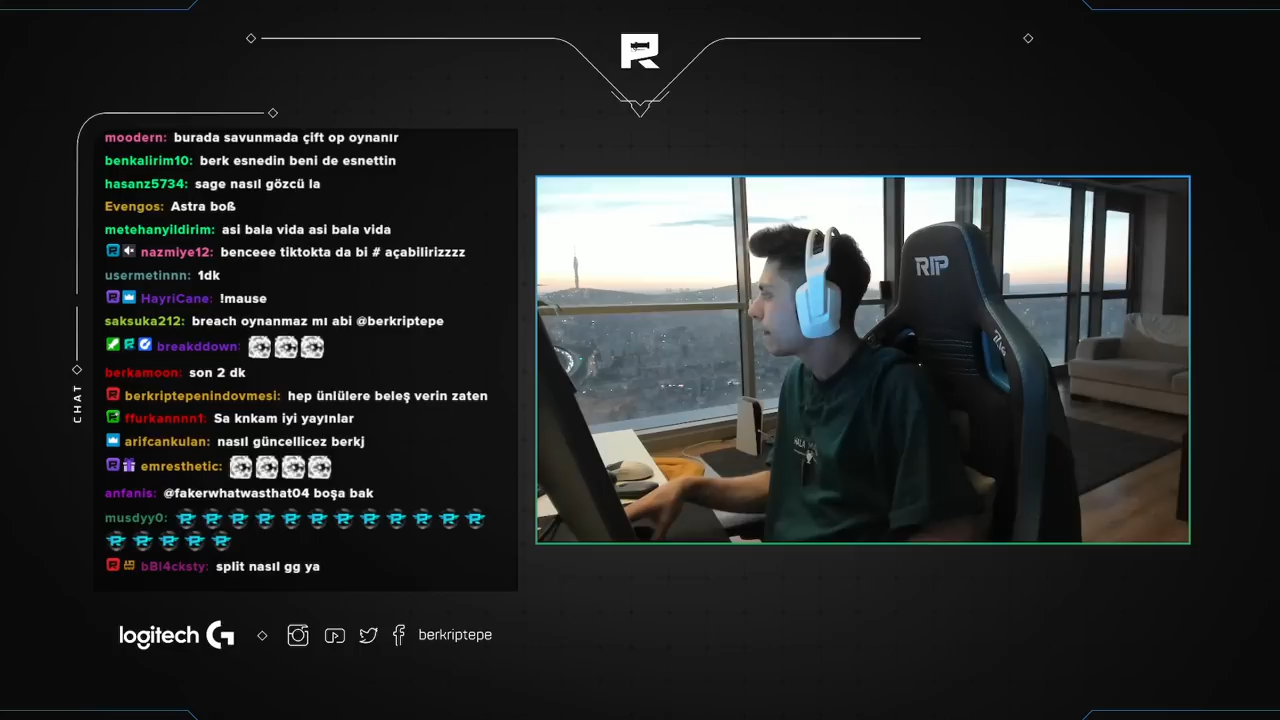 moodern: burada savunmada çift op oynanır
benkalirim10: berk esnedin beni de esnettin
hasanz5734: sage nasıl gözcü la
Evengos: Astra boß
metehanyildirim: asi bala vida asi bala vida
nazmiye12: benceee tiktokta da bi # açabilirizzzz
usermetinnn: 1dk
HayriCane: !mause
saksuka212: breach oynanmaz mı abi @berkriptepe
breakddown:
berkamoon: son 2 dk
berkriptepenindovmesi: hep ünlülere beleş verin zaten
ffurkannnn1: Sa knkam iyi yayınlar
arifcankulan: nasıl güncellicez berkj
emresthetic:
anfanis: @fakerwhatwasthat04 boşa bak
musdyy0:
bBl4cksty: split nasıl gg ya
CHAT
RIP
logitech G
berkriptepe